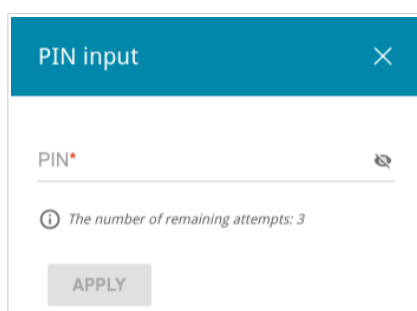 PIN input
PIN*
The number of remaining attempts: 3
APPLY